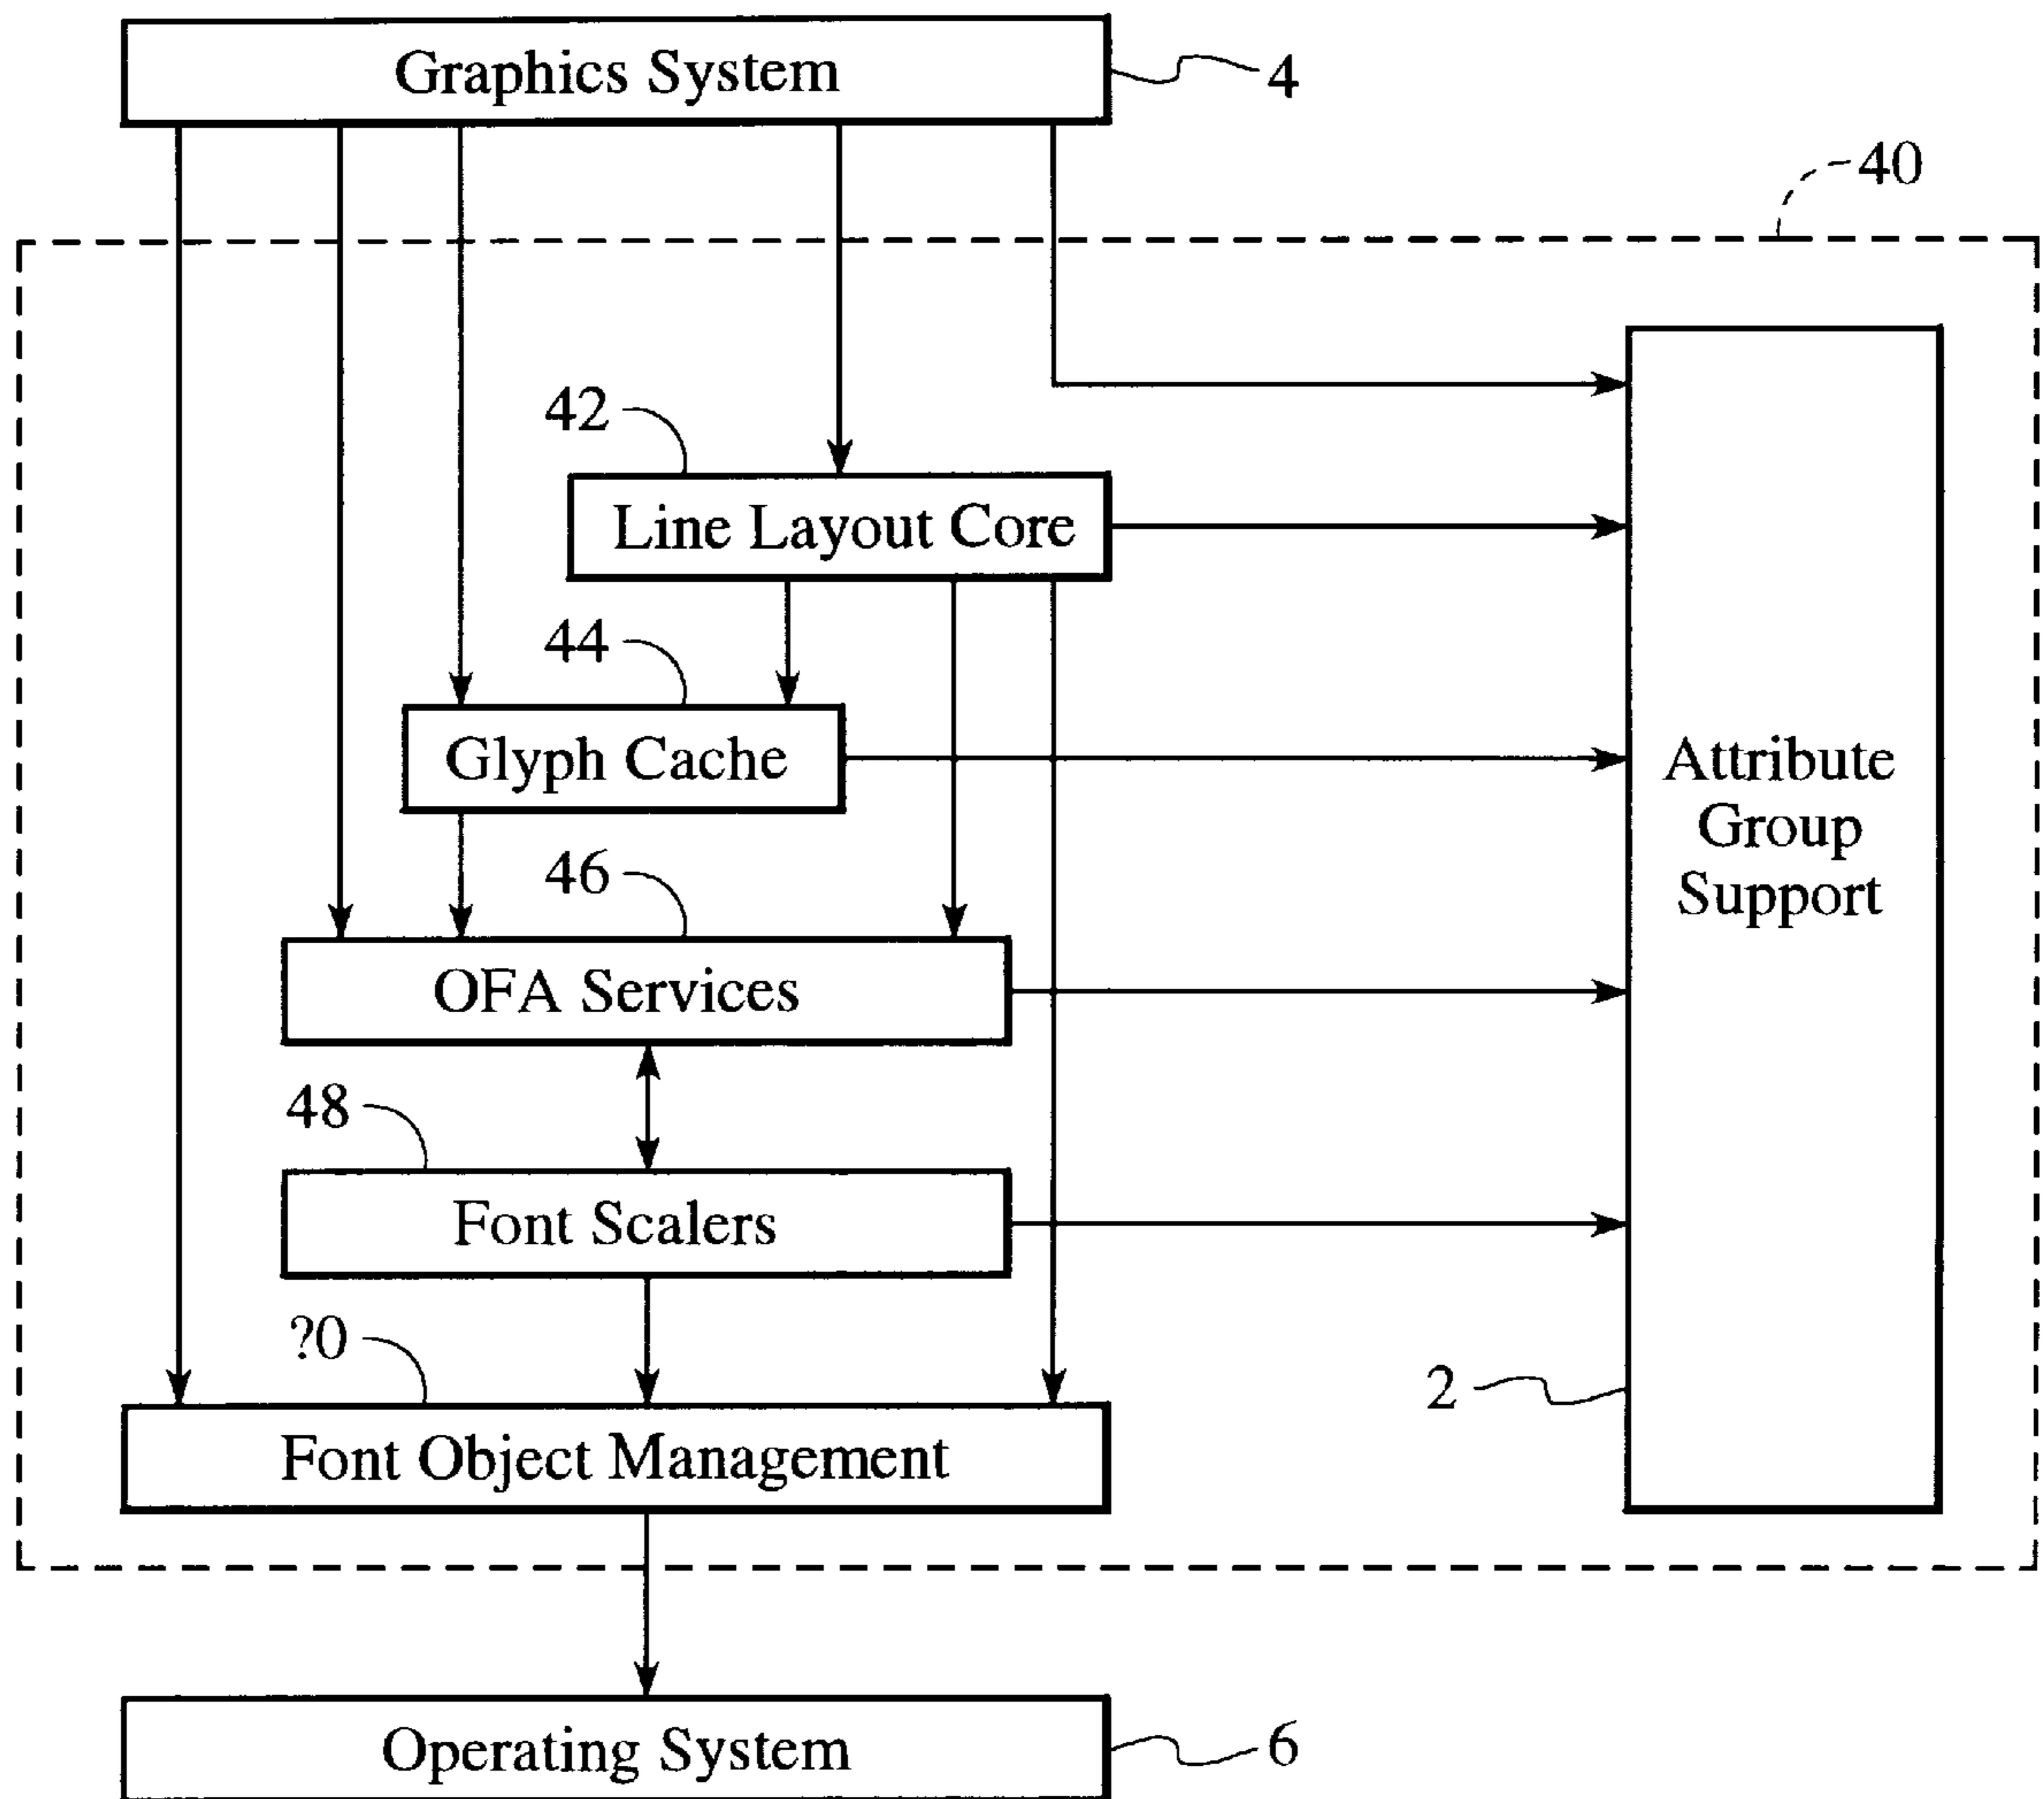 Graphics System
4
40
42
Line Layout Core
44
Glyph Cache
Attribute
Group
Support
46
OFA Services
48
Font Scalers
?0
2
Font Object Management
Operating System
6